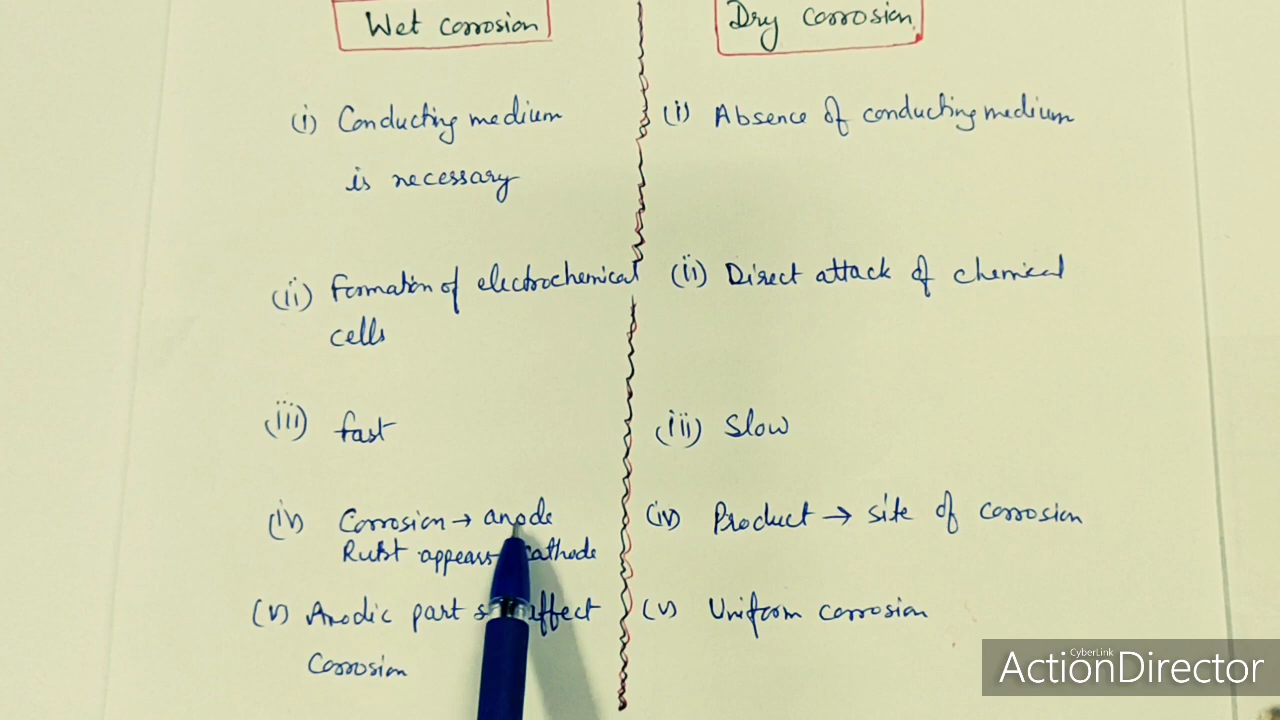 Wet corrosion
(i) Conducting medium
is necessary
(ii) Formation of electrochemical
cells
(iii) fast
(iv) Corrosion → anode
Rust appears cathode
(v) Anodic part effect
Corrosion
Dry corrosion
(i) Absence of conducting medium
(ii) Direct attack of chemical
(iii) Slow
(iv) Product → site of corrosion
(v) Uniform corrosion
CyberLink
ActionDirector